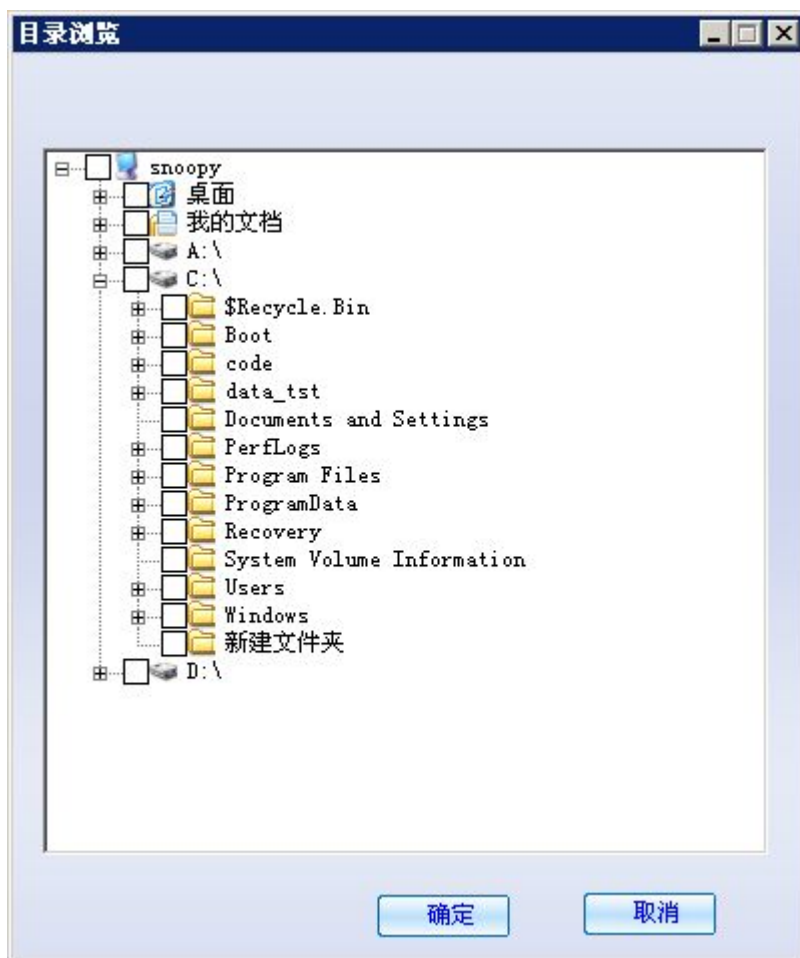 目录浏览
snoopy
桌面
我的文档
A:\
C:\
$Recycle.Bin
Boot
code
data_tst
Documents and Settings
PerfLogs
Program Files
ProgramData
Recovery
System Volume Information
Users
Windows
新建文件夹
D:\
确定 取消